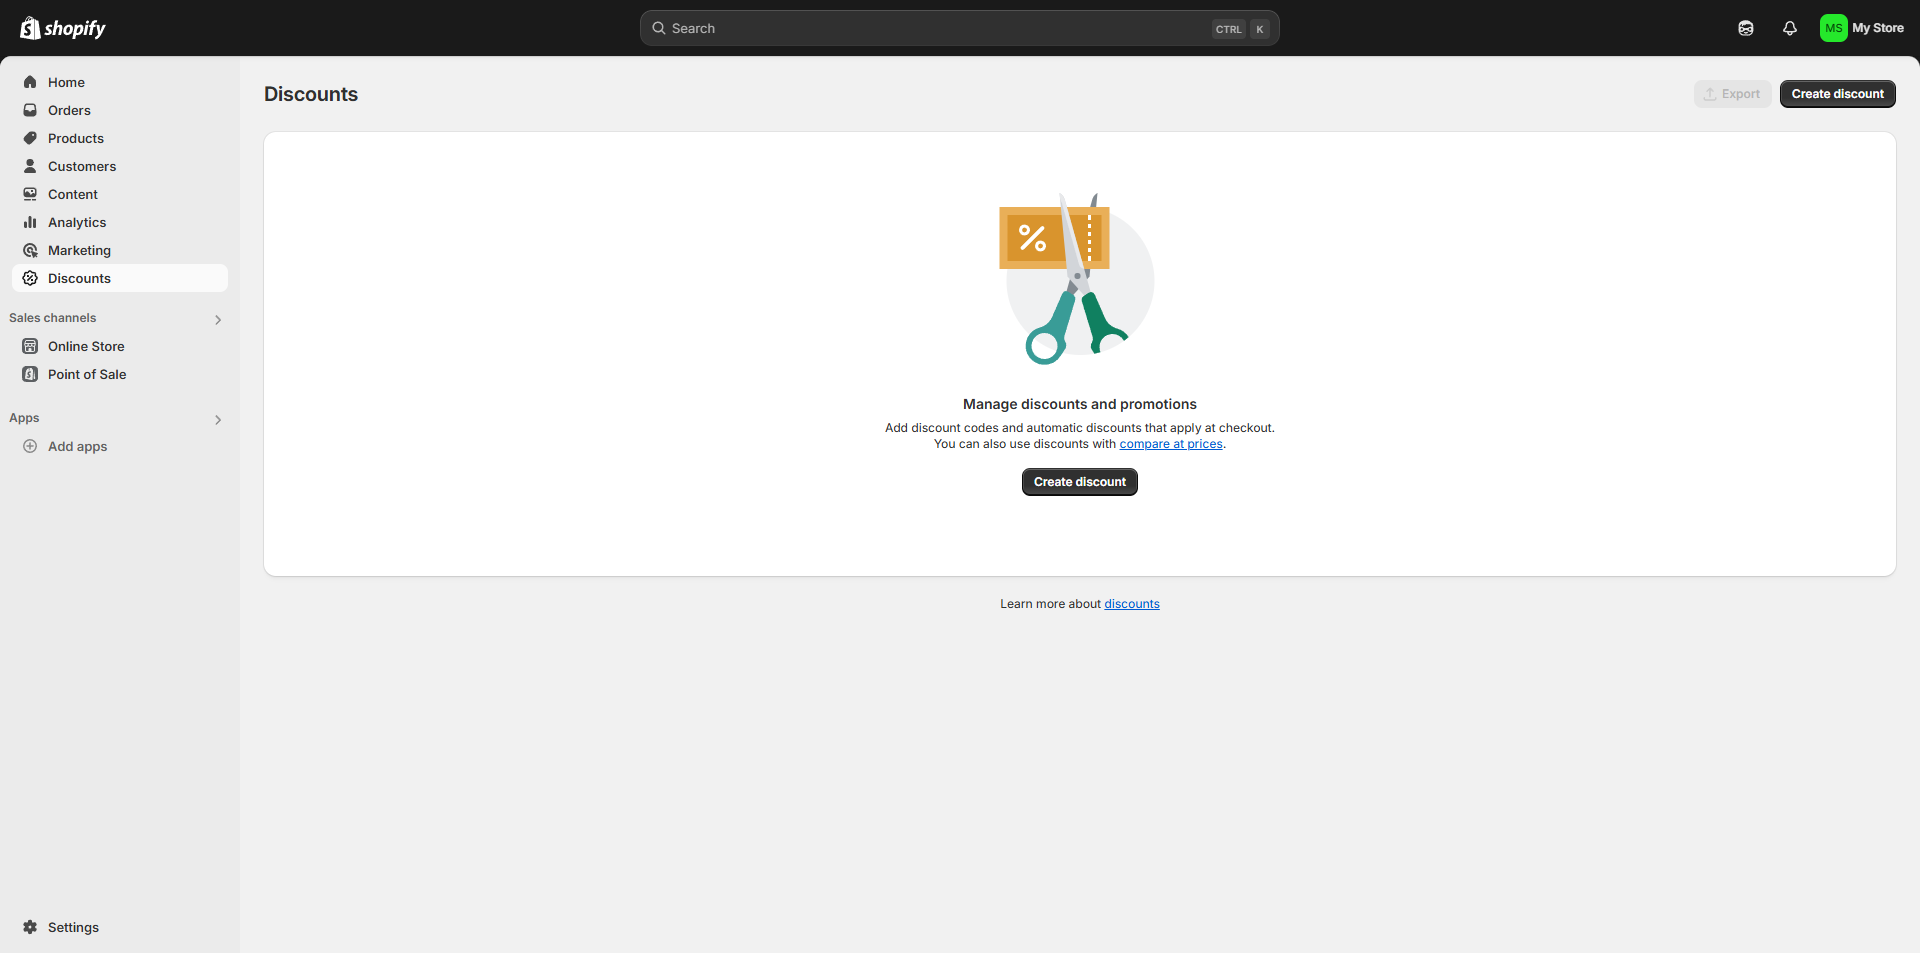 shopify
Search
CTRL K
MS My Store
Home
Orders
Products
Customers
Content
Analytics
Marketing
Discounts
Sales channels
Online Store
Point of Sale
Apps
Add apps
Settings
Discounts
Export
Create discount
%
Manage discounts and promotions
Add discount codes and automatic discounts that apply at checkout.
You can also use discounts with compare at prices.
Create discount
Learn more about discounts